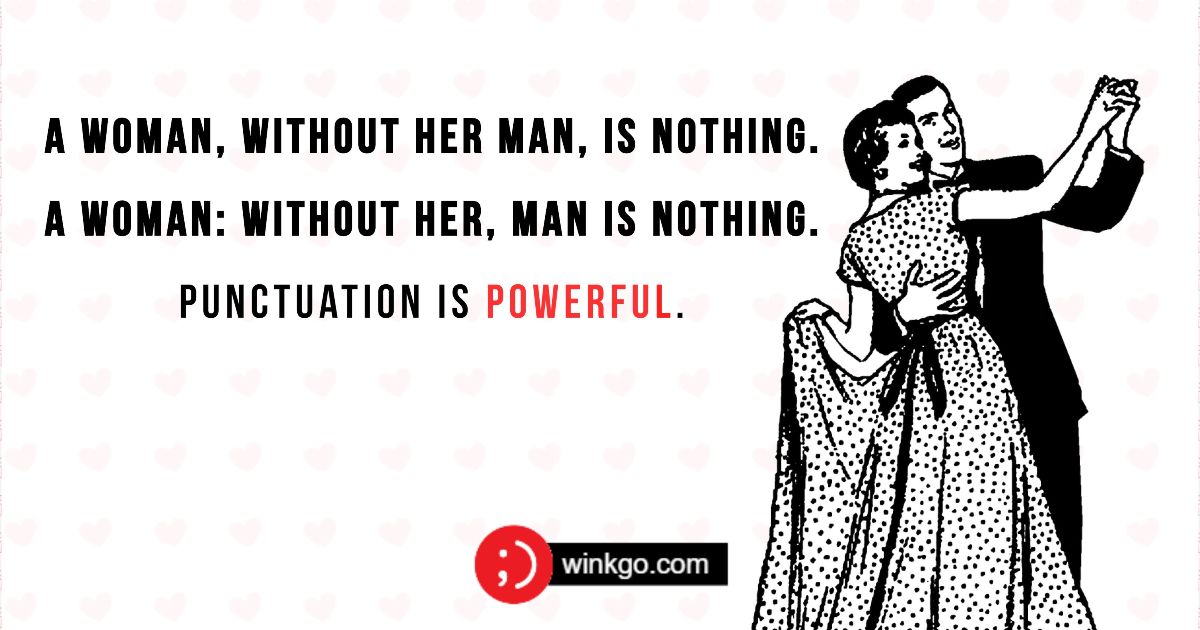 A WOMAN, WITHOUT HER MAN, IS NOTHING.
A WOMAN: WITHOUT HER, MAN IS NOTHING.
PUNCTUATION IS POWERFUL.
;) winkgo.com